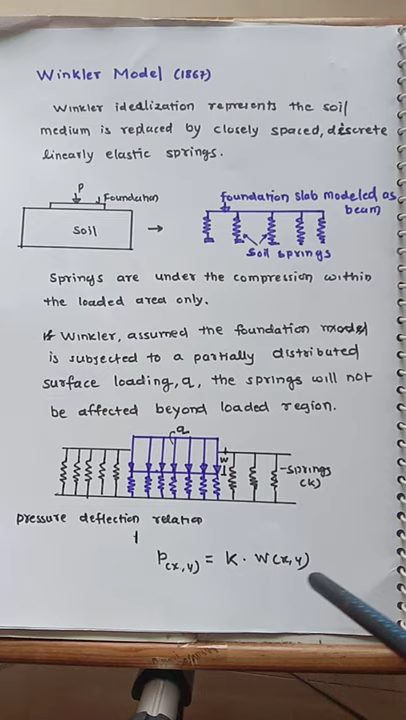 Winkler Model (1867)
Winkler idealization represents the soil
medium is replaced by closely spaced, discrete
linearly elastic springs.
P
Foundation
Soil
foundation slab modeled as
beam
Soil springs
Springs are under the compression within
the loaded area only.
Winkler, assumed the foundation model
is subjected to a partially distributed
surface loading, q, the springs will not
be affected beyond loaded region.
q
w
springs
(k)
pressure deflection relation
P(x,y) = K · W(x,y)